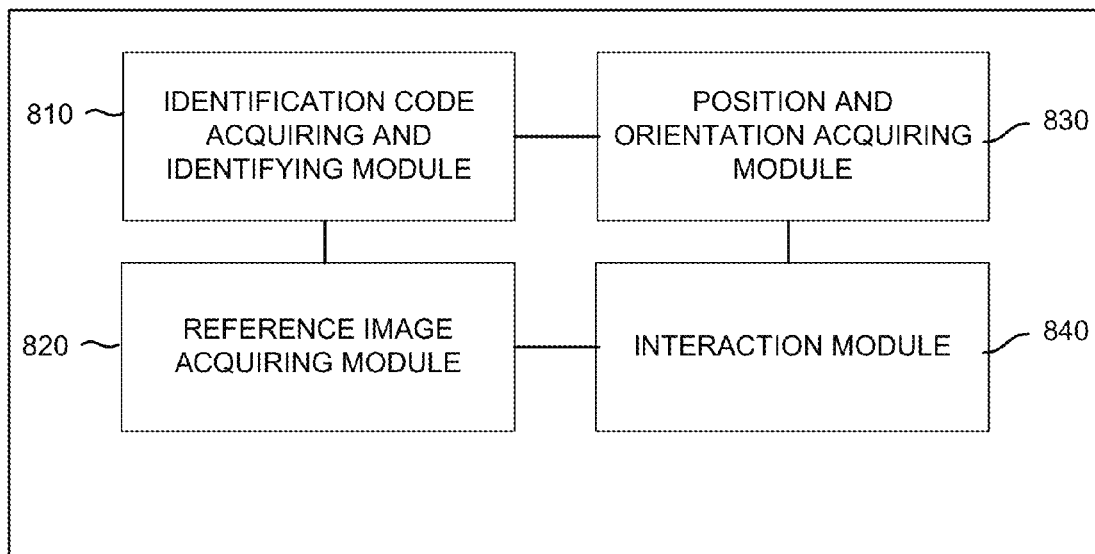 810
IDENTIFICATION CODE
ACQUIRING AND
IDENTIFYING MODULE
POSITION AND
ORIENTATION ACQUIRING
MODULE
830
820
REFERENCE IMAGE
ACQUIRING MODULE
INTERACTION MODULE
840